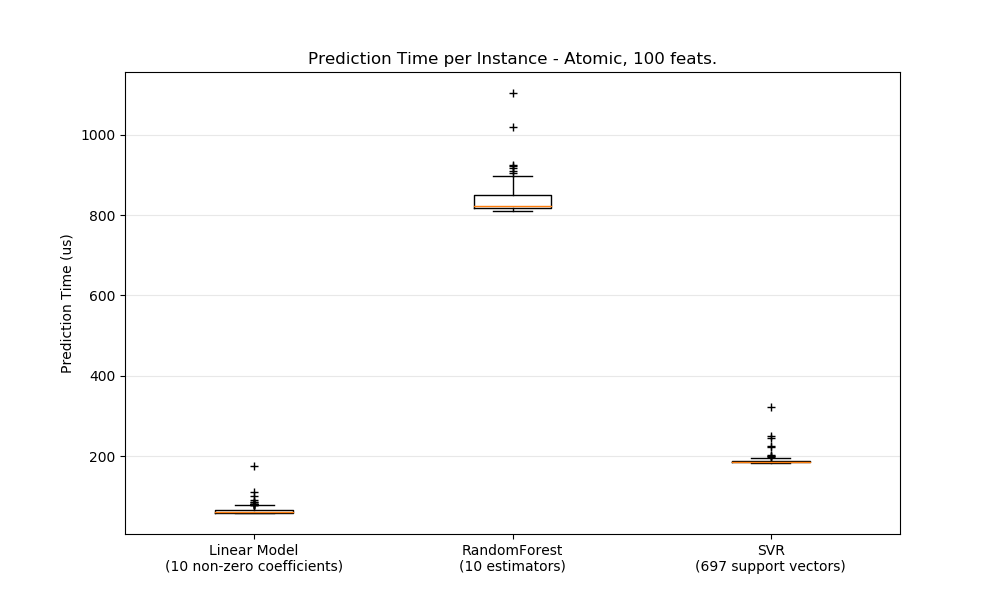 Prediction Time per Instance - Atomic, 100 feats.
Prediction Time (us)
1000
800
600
400
200
Linear Model
(10 non-zero coefficients)
RandomForest
(10 estimators)
SVR
(697 support vectors)